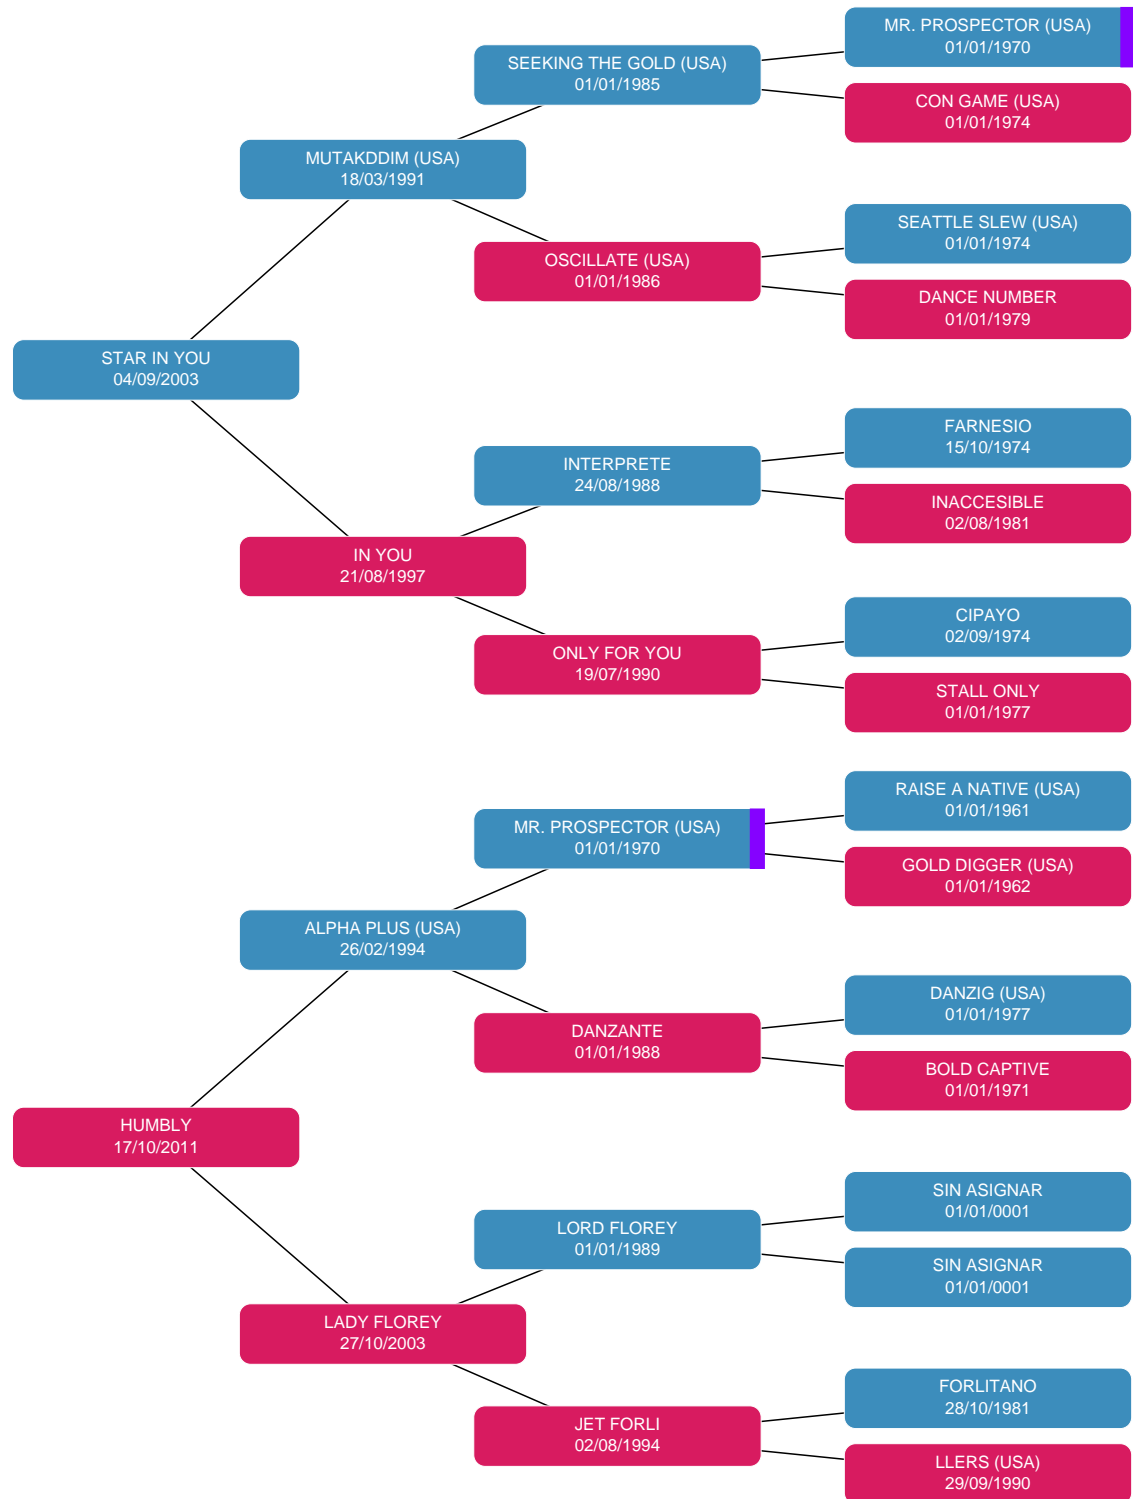 MR. PROSPECTOR (USA)
01/01/1970
SEEKING THE GOLD (USA)
01/01/1985
CON GAME (USA)
01/01/1974
MUTAKDDIM (USA)
18/03/1991
SEATTLE SLEW (USA)
01/01/1974
OSCILLATE (USA)
01/01/1986
DANCE NUMBER
01/01/1979
STAR IN YOU
04/09/2003
FARNESIO
15/10/1974
INTERPRETE
24/08/1988
INACCESIBLE
02/08/1981
IN YOU
21/08/1997
CIPAYO
02/09/1974
ONLY FOR YOU
19/07/1990
STALL ONLY
01/01/1977
RAISE A NATIVE (USA)
01/01/1961
MR. PROSPECTOR (USA)
01/01/1970
GOLD DIGGER (USA)
01/01/1962
ALPHA PLUS (USA)
26/02/1994
DANZIG (USA)
01/01/1977
DANZANTE
01/01/1988
BOLD CAPTIVE
01/01/1971
HUMBLY
17/10/2011
SIN ASIGNAR
01/01/0001
LORD FLOREY
01/01/1989
SIN ASIGNAR
01/01/0001
LADY FLOREY
27/10/2003
FORLITANO
28/10/1981
JET FORLI
02/08/1994
LLERS (USA)
29/09/1990